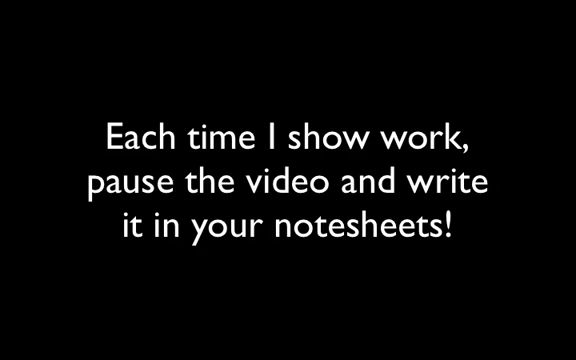 Each time I show work,
pause the video and write
it in your notesheets!